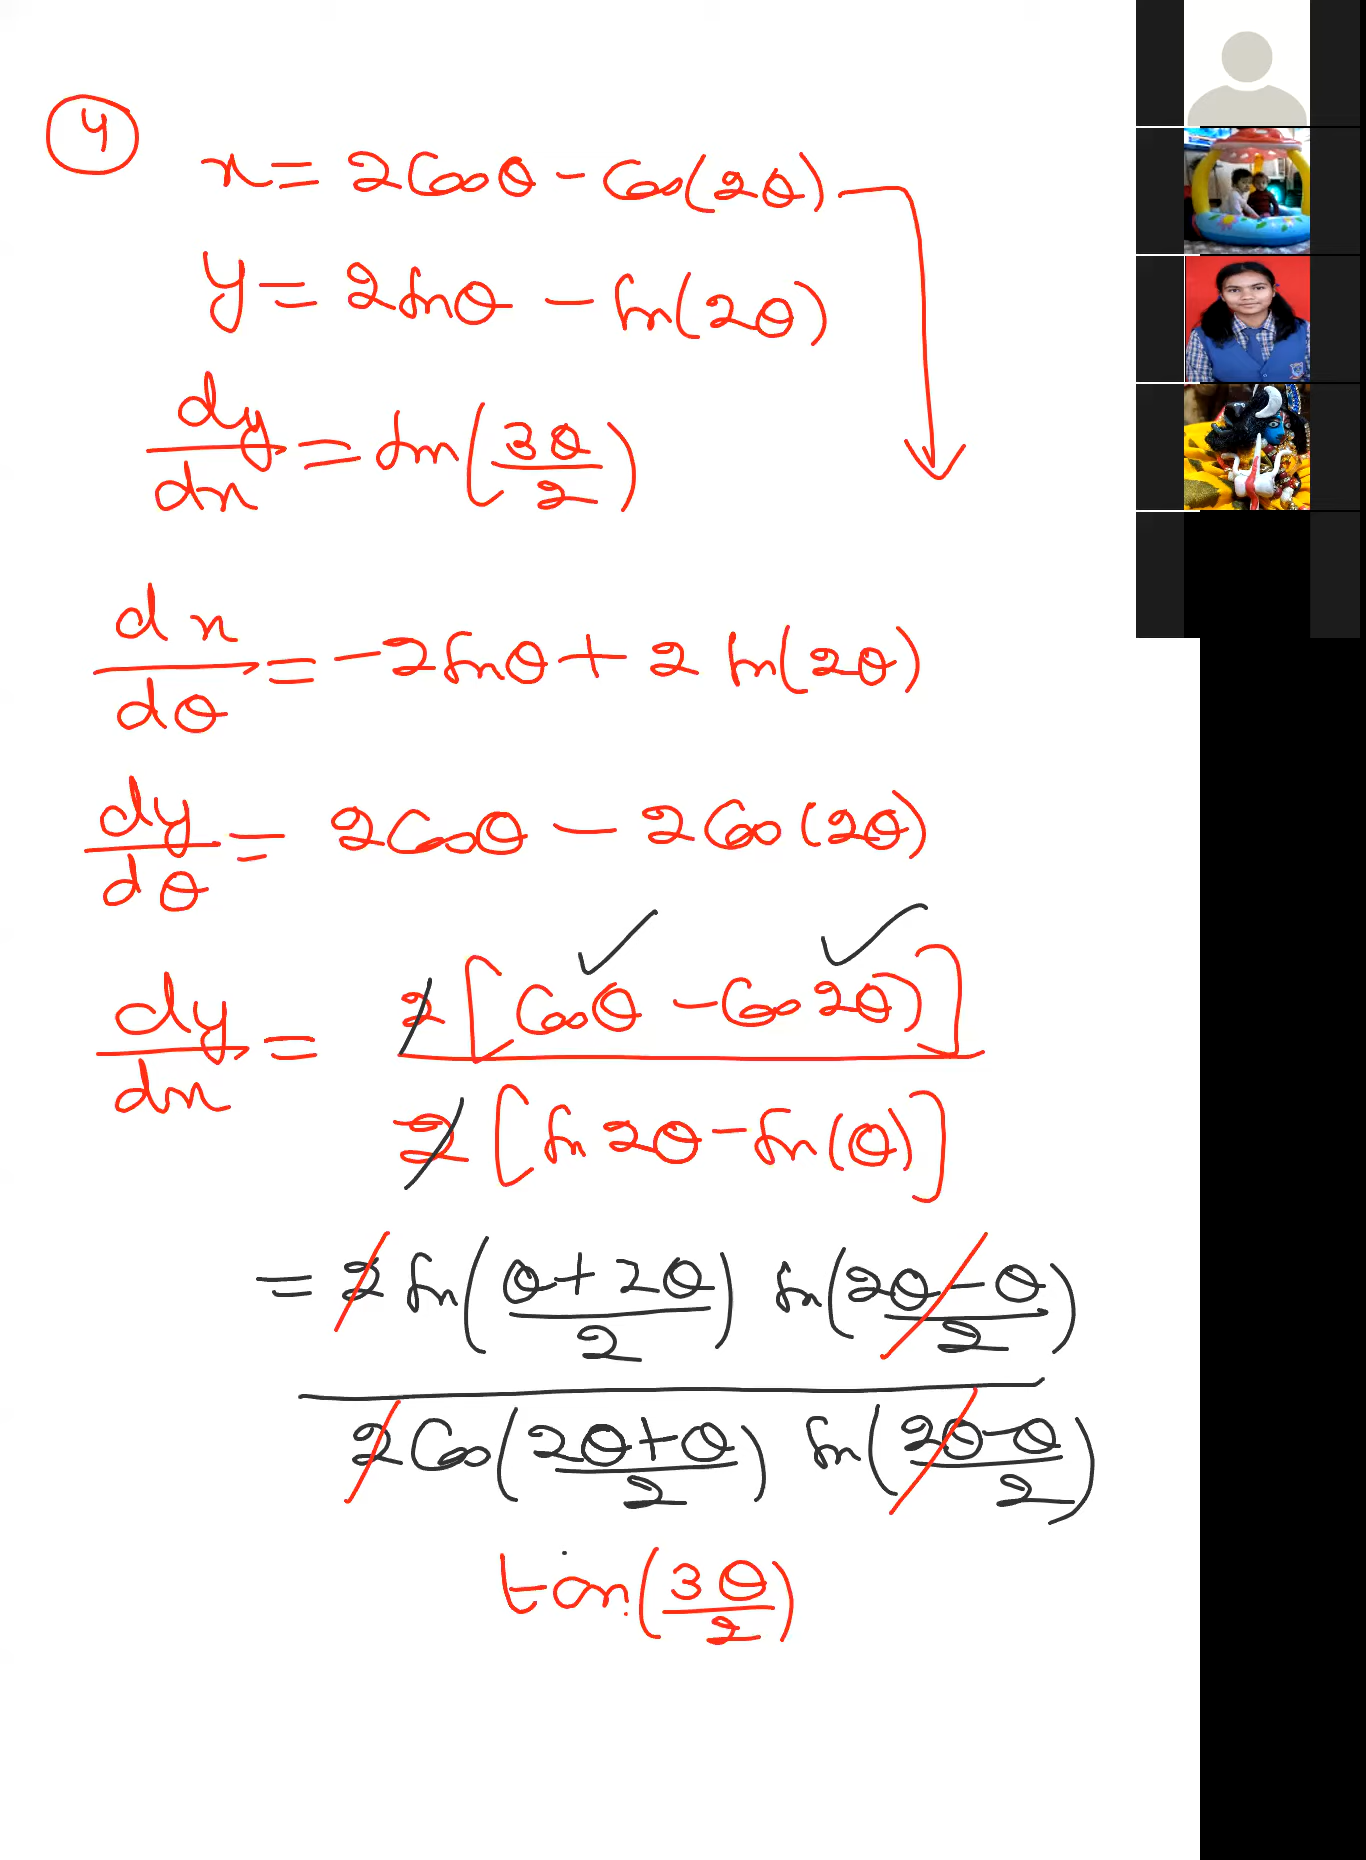 4
x = 2Cosθ - Cos(2θ)
y = 2Sinθ - Sin(2θ)
dy/dx = Sin(3θ/2)
dx/dθ = -2Sinθ + 2 Sin(2θ)
dy/dθ = 2Cosθ - 2Cos(2θ)
dy/dx = 2[Cosθ - Cos2θ)] / 2[Sin2θ - Sin(θ)]
= 2 Sin(θ+2θ/2) Sin(2θ-θ/2) / 2Cos(2θ+θ/2) Sin(2θ-θ/2)
tan(3θ/2)